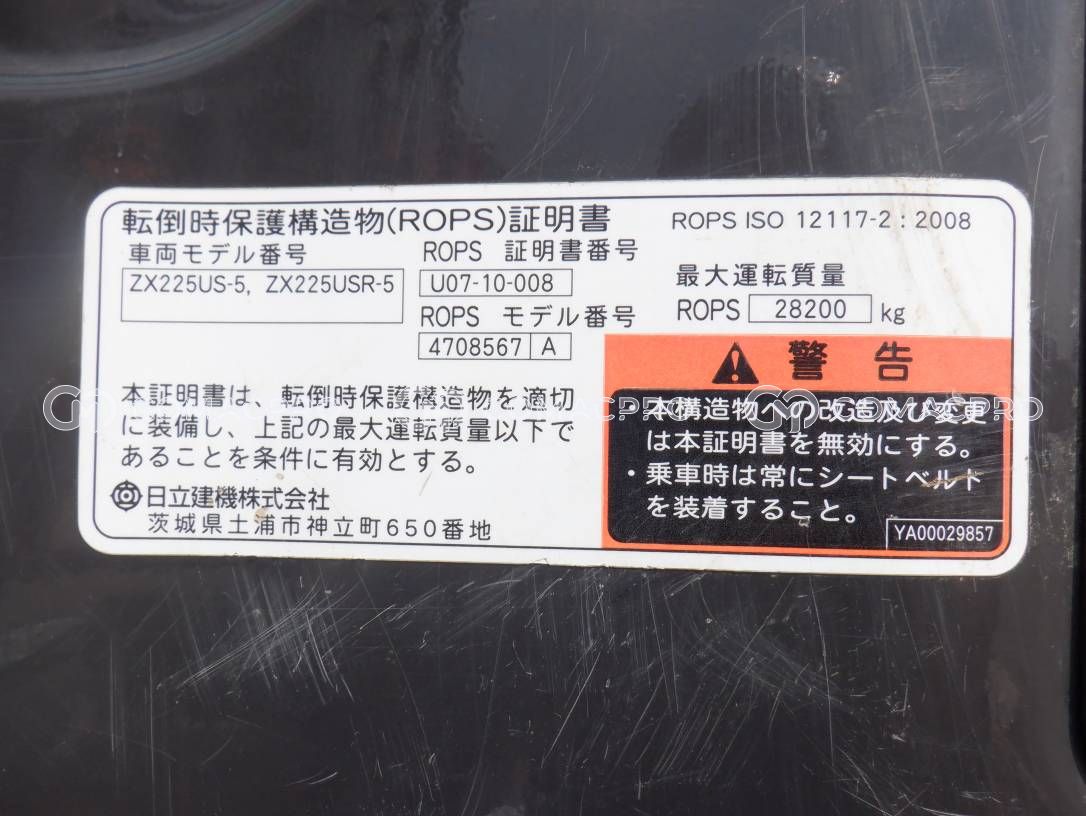 転倒時保護構造物(ROPS)証明書
ROPS ISO 12117-2 : 2008
車両モデル番号
ZX225US-5, ZX225USR-5
ROPS 証明書番号
U07-10-008
ROPS モデル番号
4708567 A
最大運転質量
ROPS 28200 kg
本証明書は、転倒時保護構造物を適切
に装備し、上記の最大運転質量以下で
あることを条件に有効とする。
日立建機株式会社
茨城県土浦市神立町650番地
警告
・本構造物への改造及び変更
は本証明書を無効にする。
・乗車時は常にシートベルト
を装着すること。
YA00029857